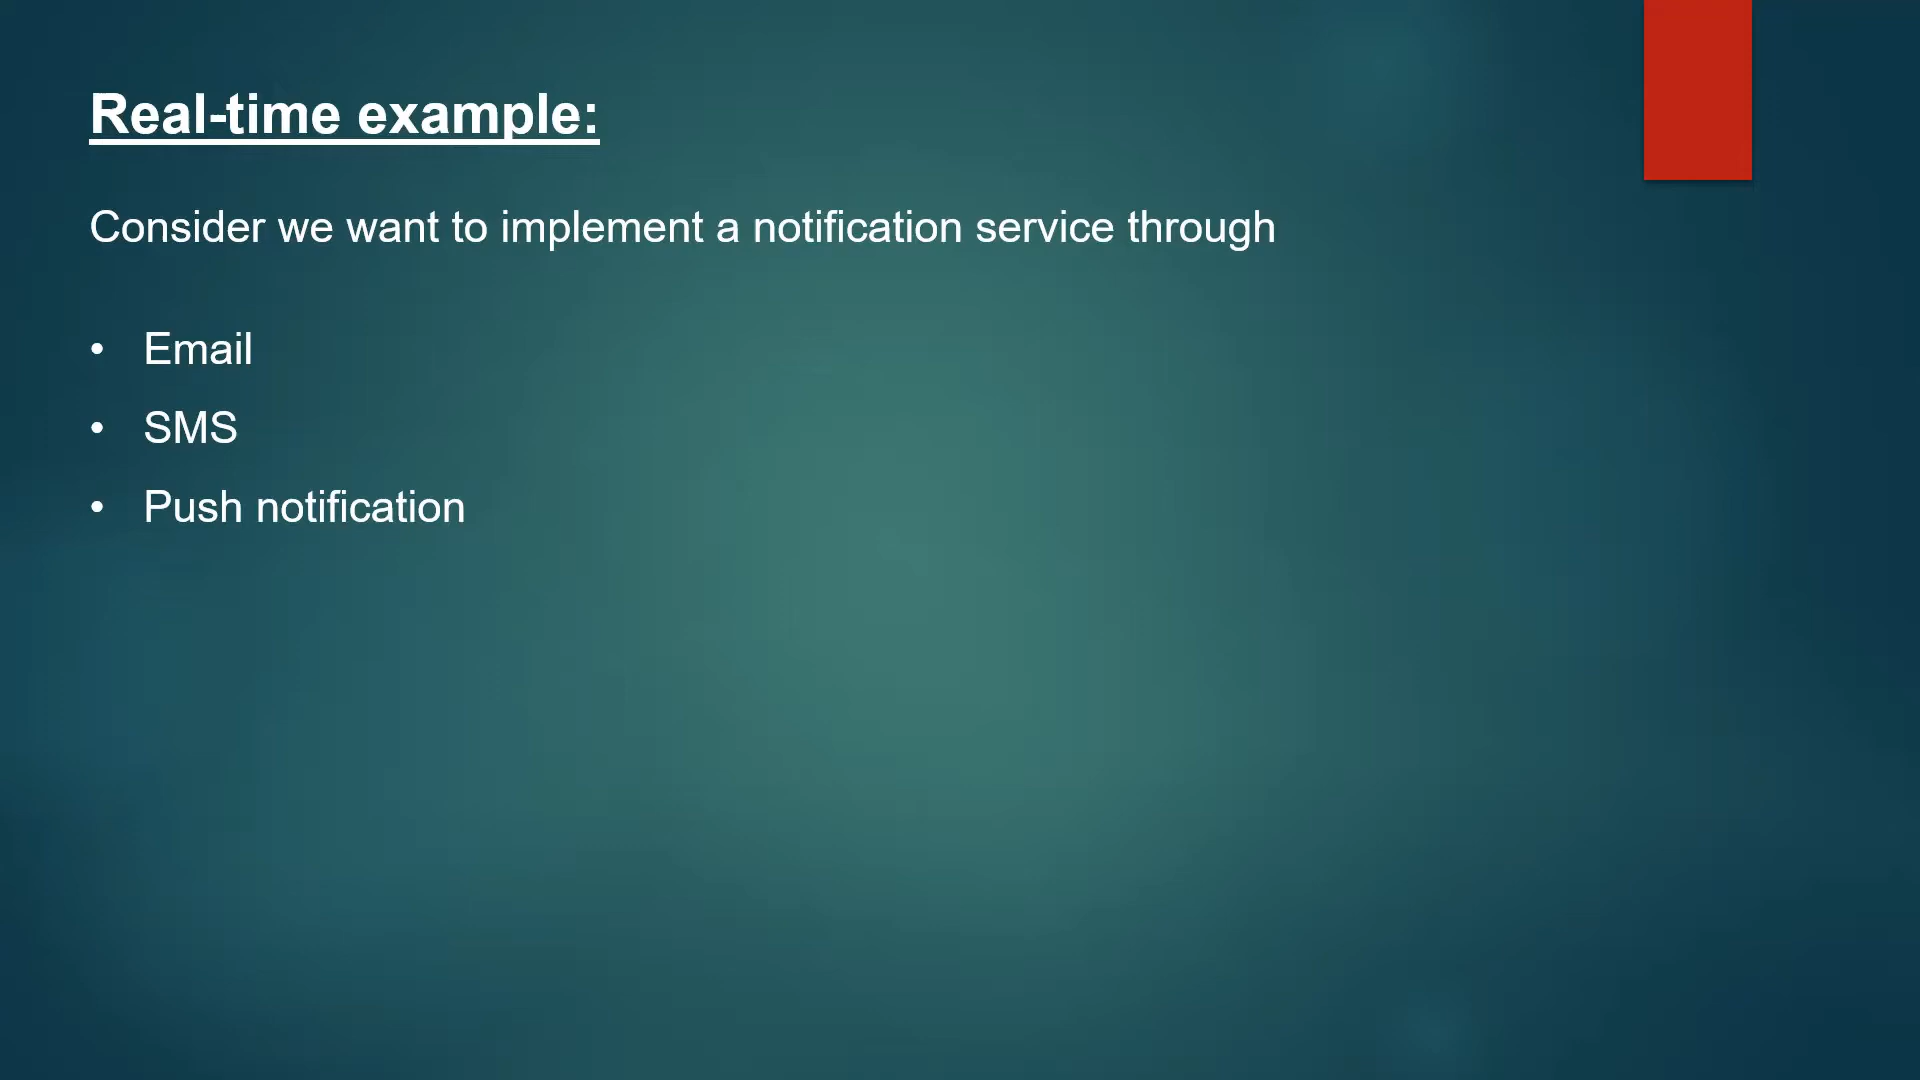 Real-time example:
Consider we want to implement a notification service through
• Email
• SMS
• Push notification